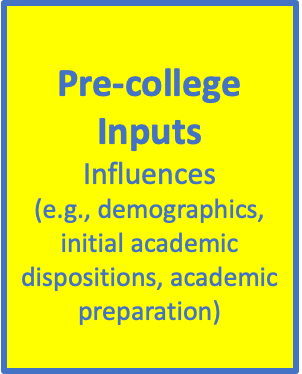 Pre-college
Inputs
Influences
(e.g., demographics,
initial academic
dispositions, academic
preparation)